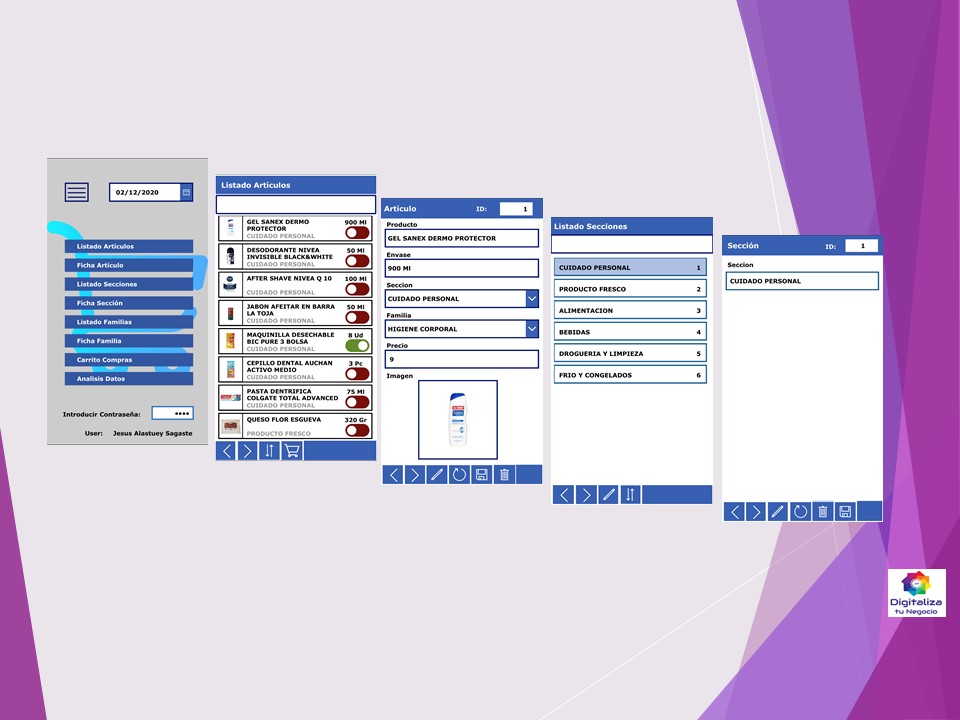 02/12/2020
Listado Artículos
Ficha Articulo
Listado Secciones
Ficha Sección
Listado Familias
Ficha Familia
Carrito Compras
Analisis Datos
Introducir Contraseña: ••••
User: Jesus Alastuey Sagaste
Listado Artículos
GEL SANEX DERMO 900 Ml
PROTECTOR
CUIDADO PERSONAL
DESODORANTE NIVEA 50 Ml
INVISIBLE BLACK&WHITE
CUIDADO PERSONAL
AFTER SHAVE NIVEA Q 10 100 Ml
CUIDADO PERSONAL
JABON AFEITAR EN BARRA 50 Ml
LA TOJA
CUIDADO PERSONAL
MAQUINILLA DESECHABLE 8 Ud
BIC PURE 3 BOLSA
CUIDADO PERSONAL
CEPILLO DENTAL AUCHAN 3 Pc
ACTIVO MEDIO
CUIDADO PERSONAL
PASTA DENTRIFICA 75 Ml
COLGATE TOTAL ADVANCED
CUIDADO PERSONAL
QUESO FLOR ESGUEVA 320 Gr
PRODUCTO FRESCO
Artículo ID: 1
Producto
GEL SANEX DERMO PROTECTOR
Envase
900 Ml
Seccion
CUIDADO PERSONAL
Familia
HIGIENE CORPORAL
Precio
9
Imagen
Listado Secciones
CUIDADO PERSONAL 1
PRODUCTO FRESCO 2
ALIMENTACION 3
BEBIDAS 4
DROGUERIA Y LIMPIEZA 5
FRIO Y CONGELADOS 6
Sección ID: 1
Seccion
CUIDADO PERSONAL
Digitaliza
tu Negocio